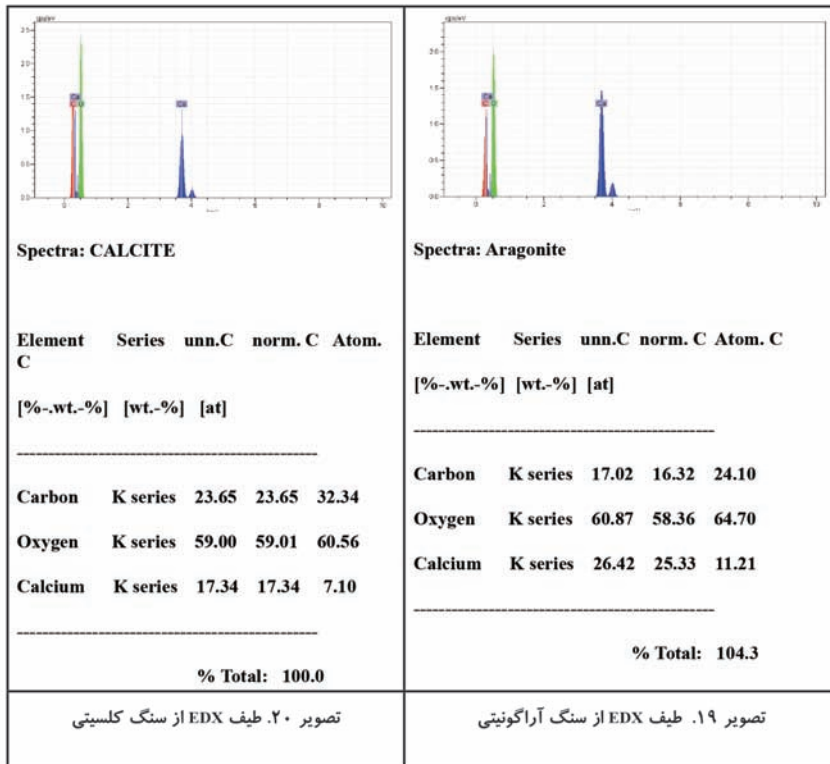 Spectra: CALCITE
Element Series unn.C norm. C Atom.
C
[%-.wt.-%] [wt.-%] [at]
Carbon K series 23.65 23.65 32.34
Oxygen K series 59.00 59.01 60.56
Calcium K series 17.34 17.34 7.10
% Total: 100.0
تصویر ۲۰. طیف EDX از سنگ کلسیتی
Spectra: Aragonite
Element Series unn.C norm. C Atom. C
[%-.wt.-%] [wt.-%] [at]
Carbon K series 17.02 16.32 24.10
Oxygen K series 60.87 58.36 64.70
Calcium K series 26.42 25.33 11.21
% Total: 104.3
تصویر ۱۹. طیف EDX از سنگ آراگونیتی